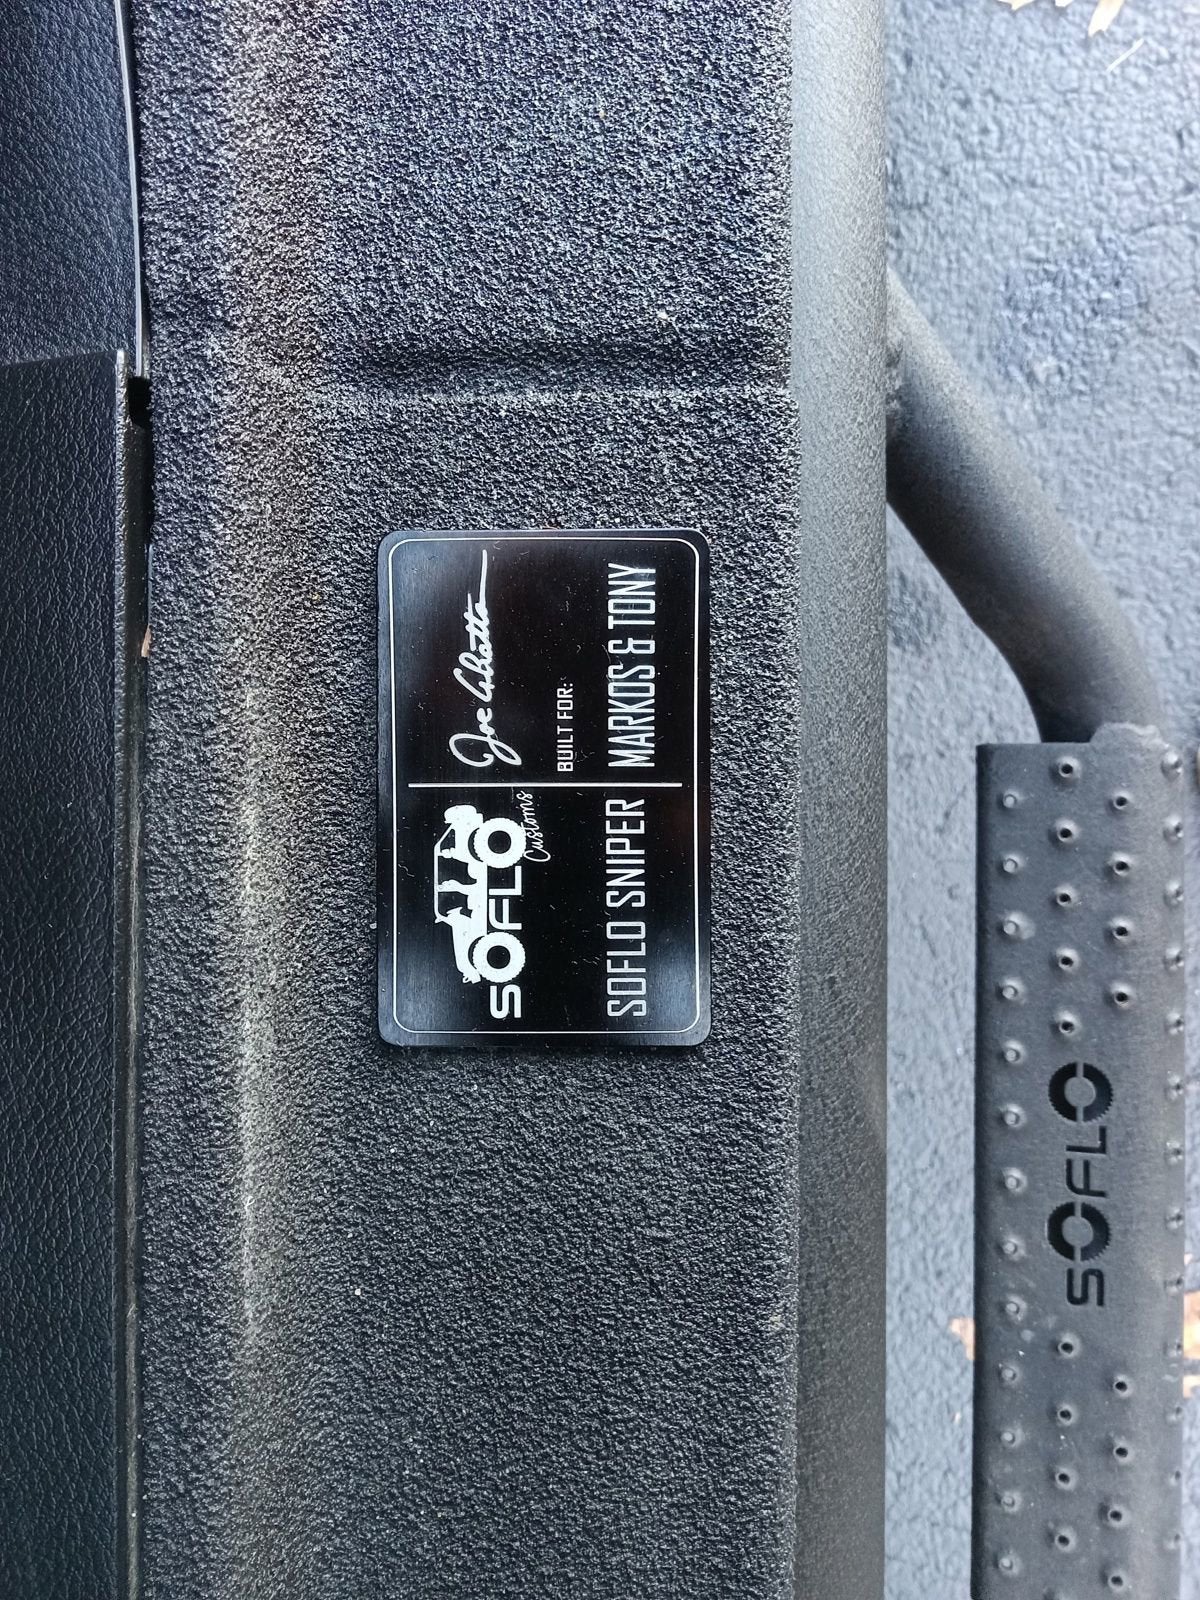 SOFLO
Customs
SOFLO SNIPER
BUILT FOR:
MARKOS & TONY
SOFLO